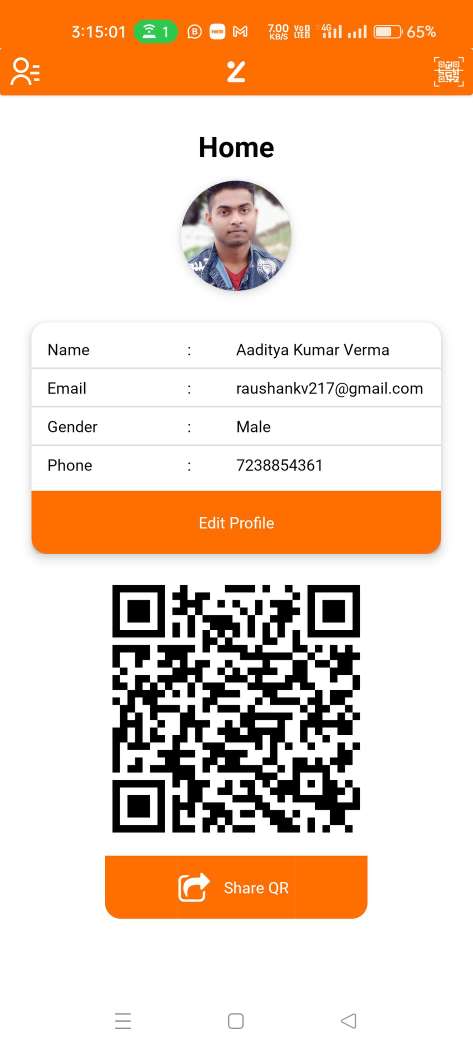 3:15:01 1 B 7.00 KB/S VoD LTE 4G 65%
Home
Name : Aaditya Kumar Verma
Email : raushankv217@gmail.com
Gender : Male
Phone : 7238854361
Edit Profile
Share QR